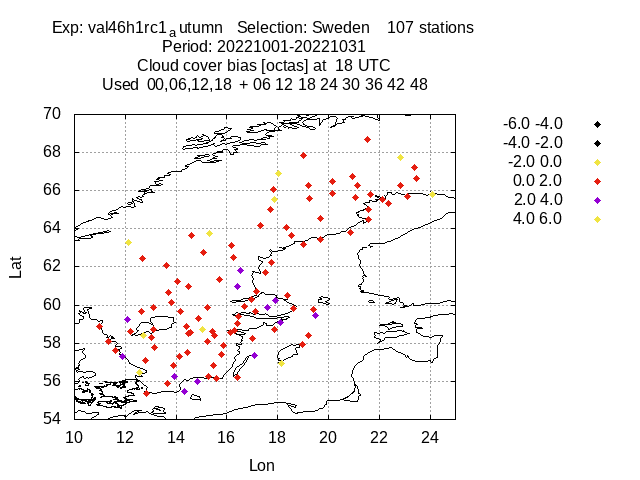 Exp: val46h1rc1 a utumn Selection: Sweden 107 stations
Period: 20221001-20221031
Cloud cover bias [octas] at 18 UTC
Used 00,06,12,18 + 06 12 18 24 30 36 42 48
-6.0 -4.0
-4.0 -2.0
-2.0 0.0
0.0 2.0
2.0 4.0
4.0 6.0
70
68
66
64
62
60
58
56
54
Lat
10 12 14 16 18 20 22 24
Lon